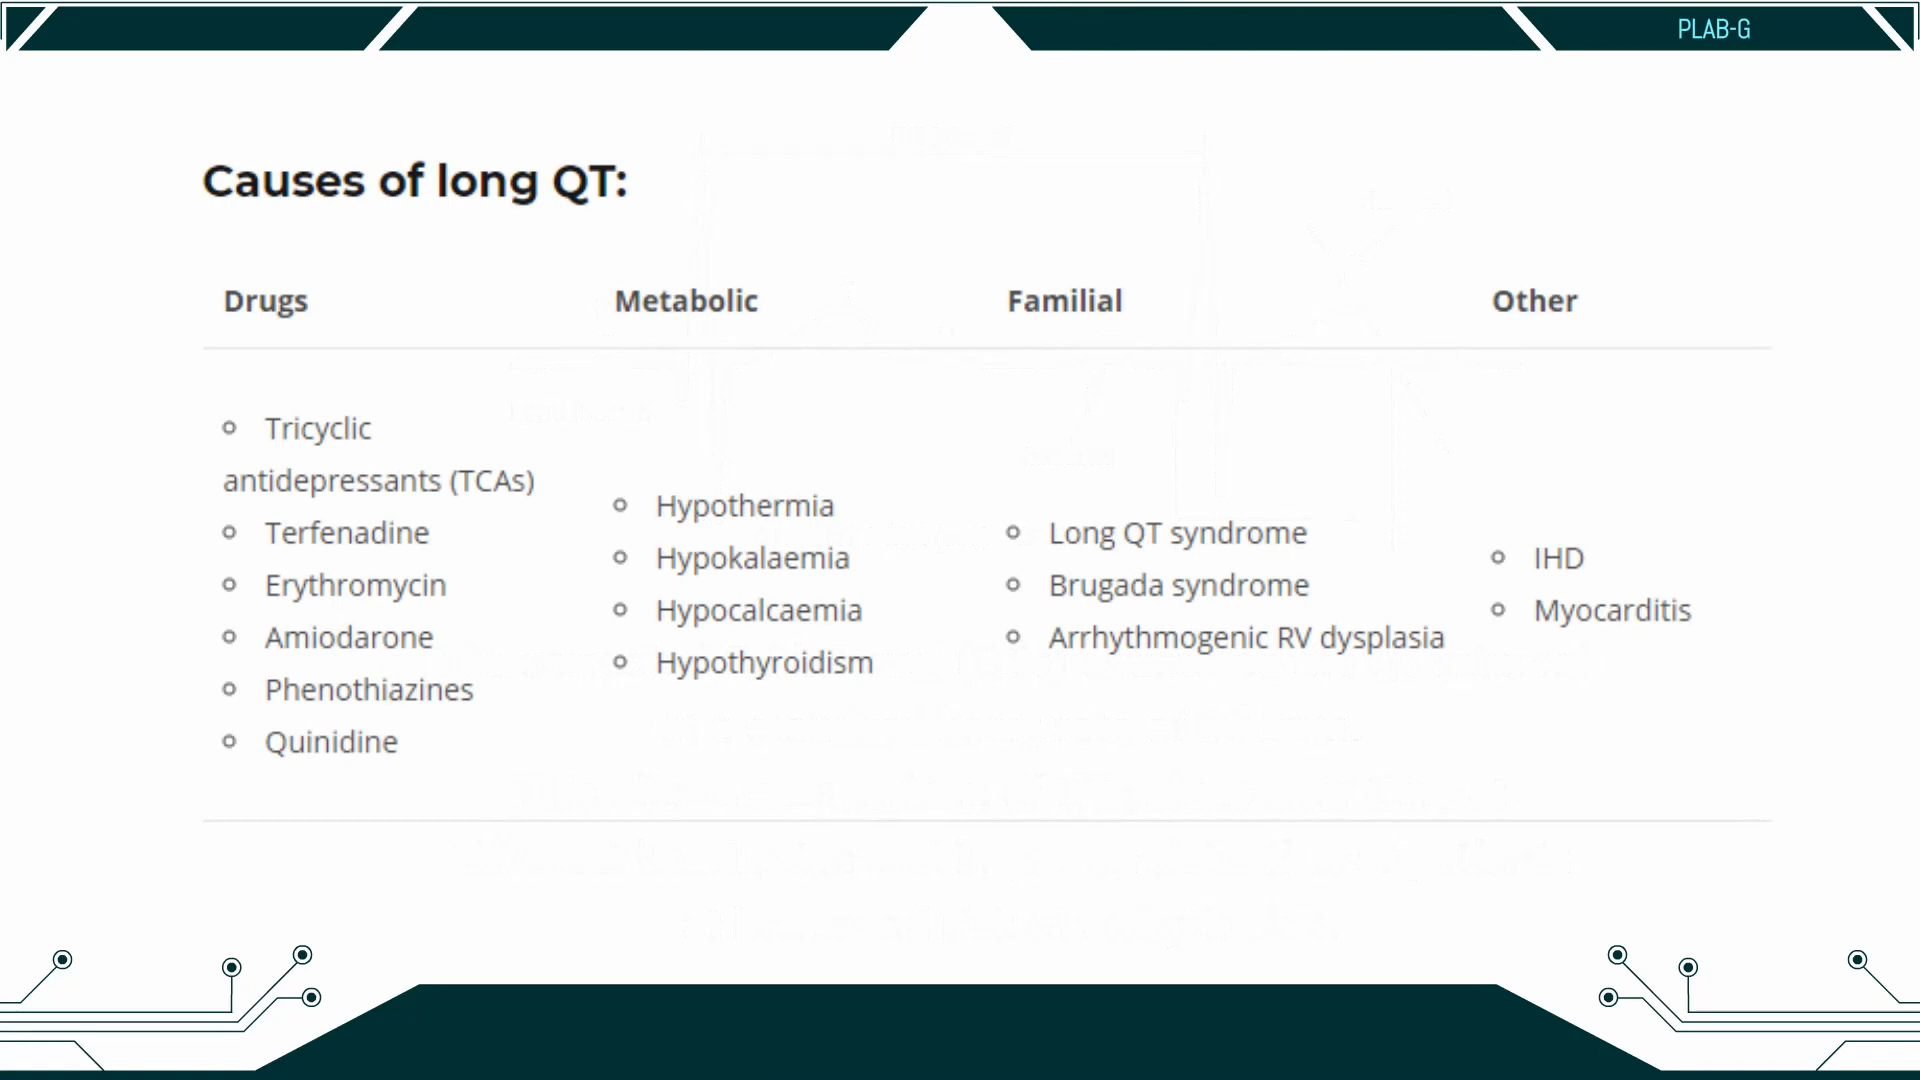 PLAB-G
Causes of long QT:
Drugs
Metabolic
Familial
Other
Tricyclic
antidepressants (TCAs)
Terfenadine
Erythromycin
Amiodarone
Phenothiazines
Quinidine
Hypothermia
Hypokalaemia
Hypocalcaemia
Hypothyroidism
Long QT syndrome
Brugada syndrome
Arrhythmogenic RV dysplasia
IHD
Myocarditis